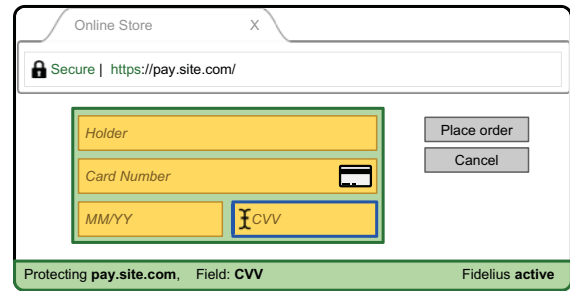 Online Store X
Secure | https://pay.site.com/
Holder
Place order
Card Number
Cancel
MM/YY
CVV
Protecting pay.site.com, Field: CVV Fidelius active